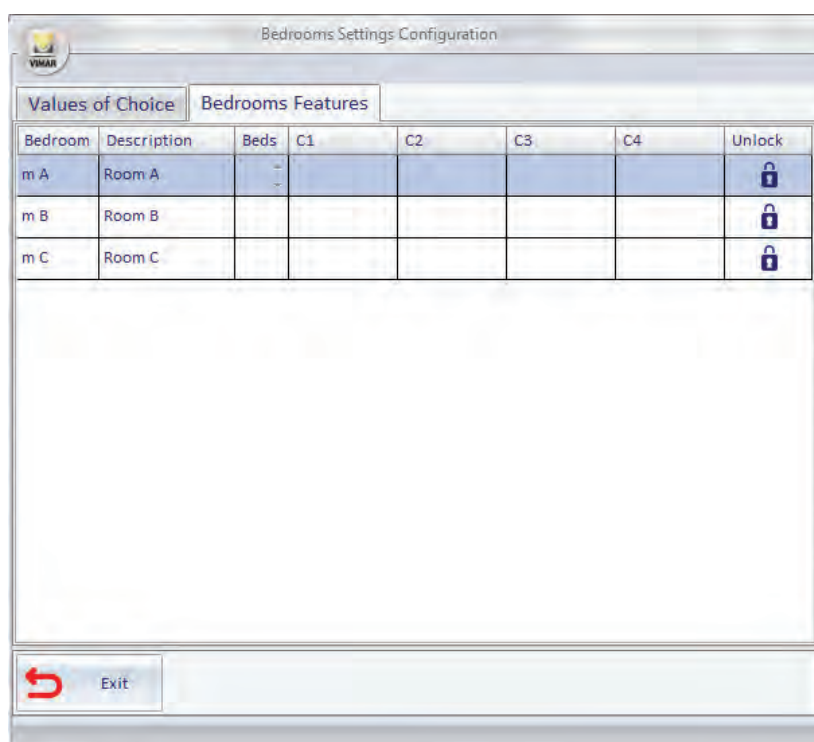 Bedrooms Settings Configuration
VIMAR
Values of Choice Bedrooms Features
Bedroom Description Beds C1 C2 C3 C4 Unlock
m A Room A
m B Room B
m C Room C
Exit